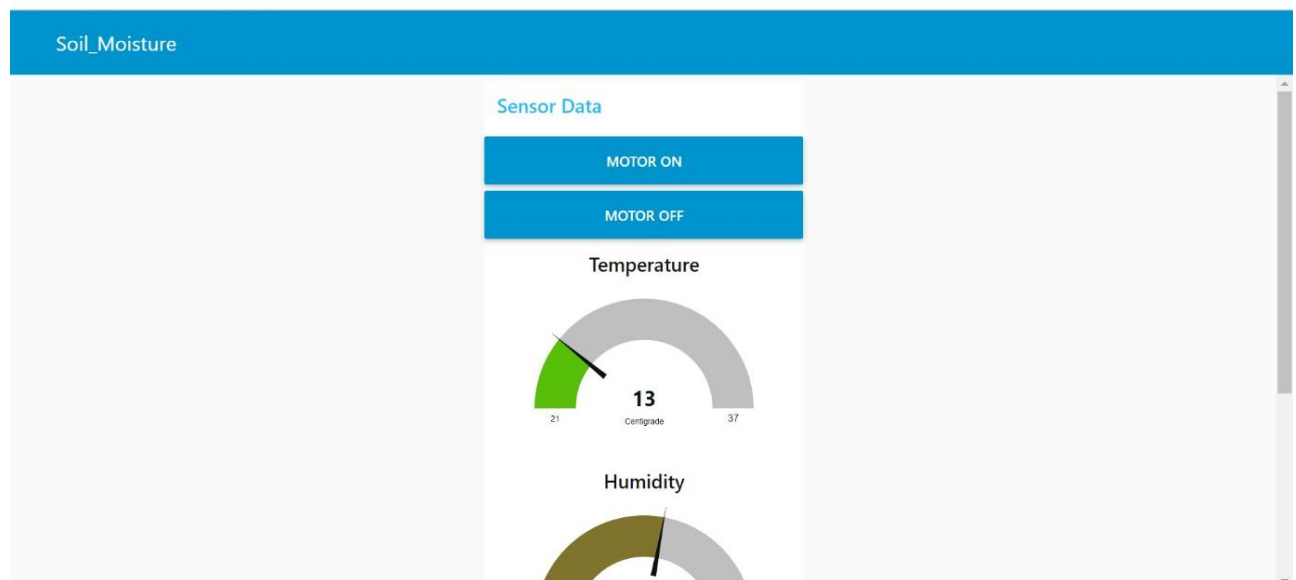 Soil_Moisture
Sensor Data
MOTOR ON
MOTOR OFF
Temperature
13
21 Centigrade 37
Humidity